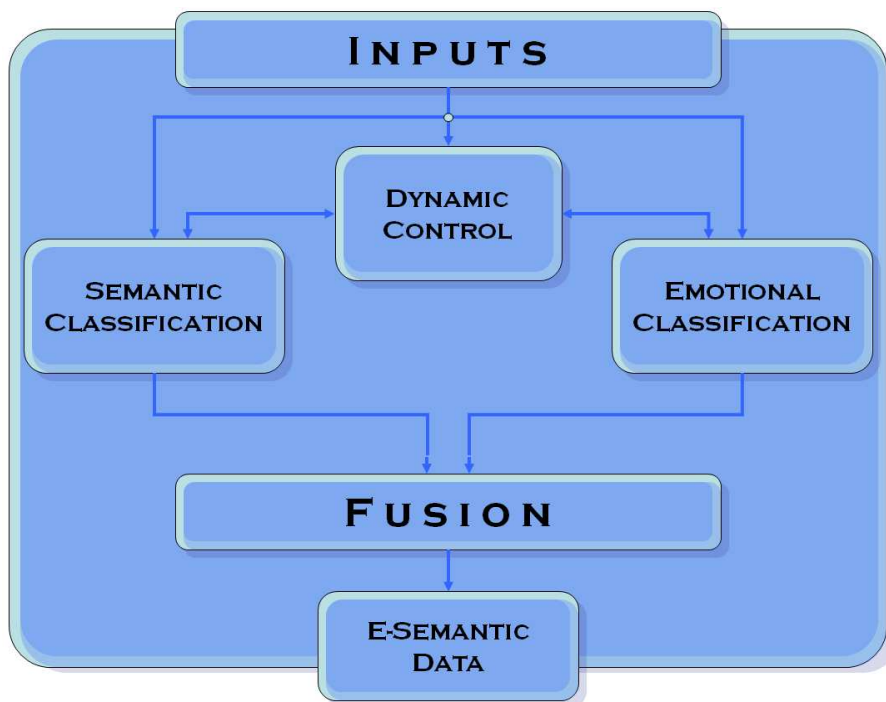 INPUTS
DYNAMIC
CONTROL
SEMANTIC
CLASSIFICATION
EMOTIONAL
CLASSIFICATION
FUSION
E-SEMANTIC
DATA